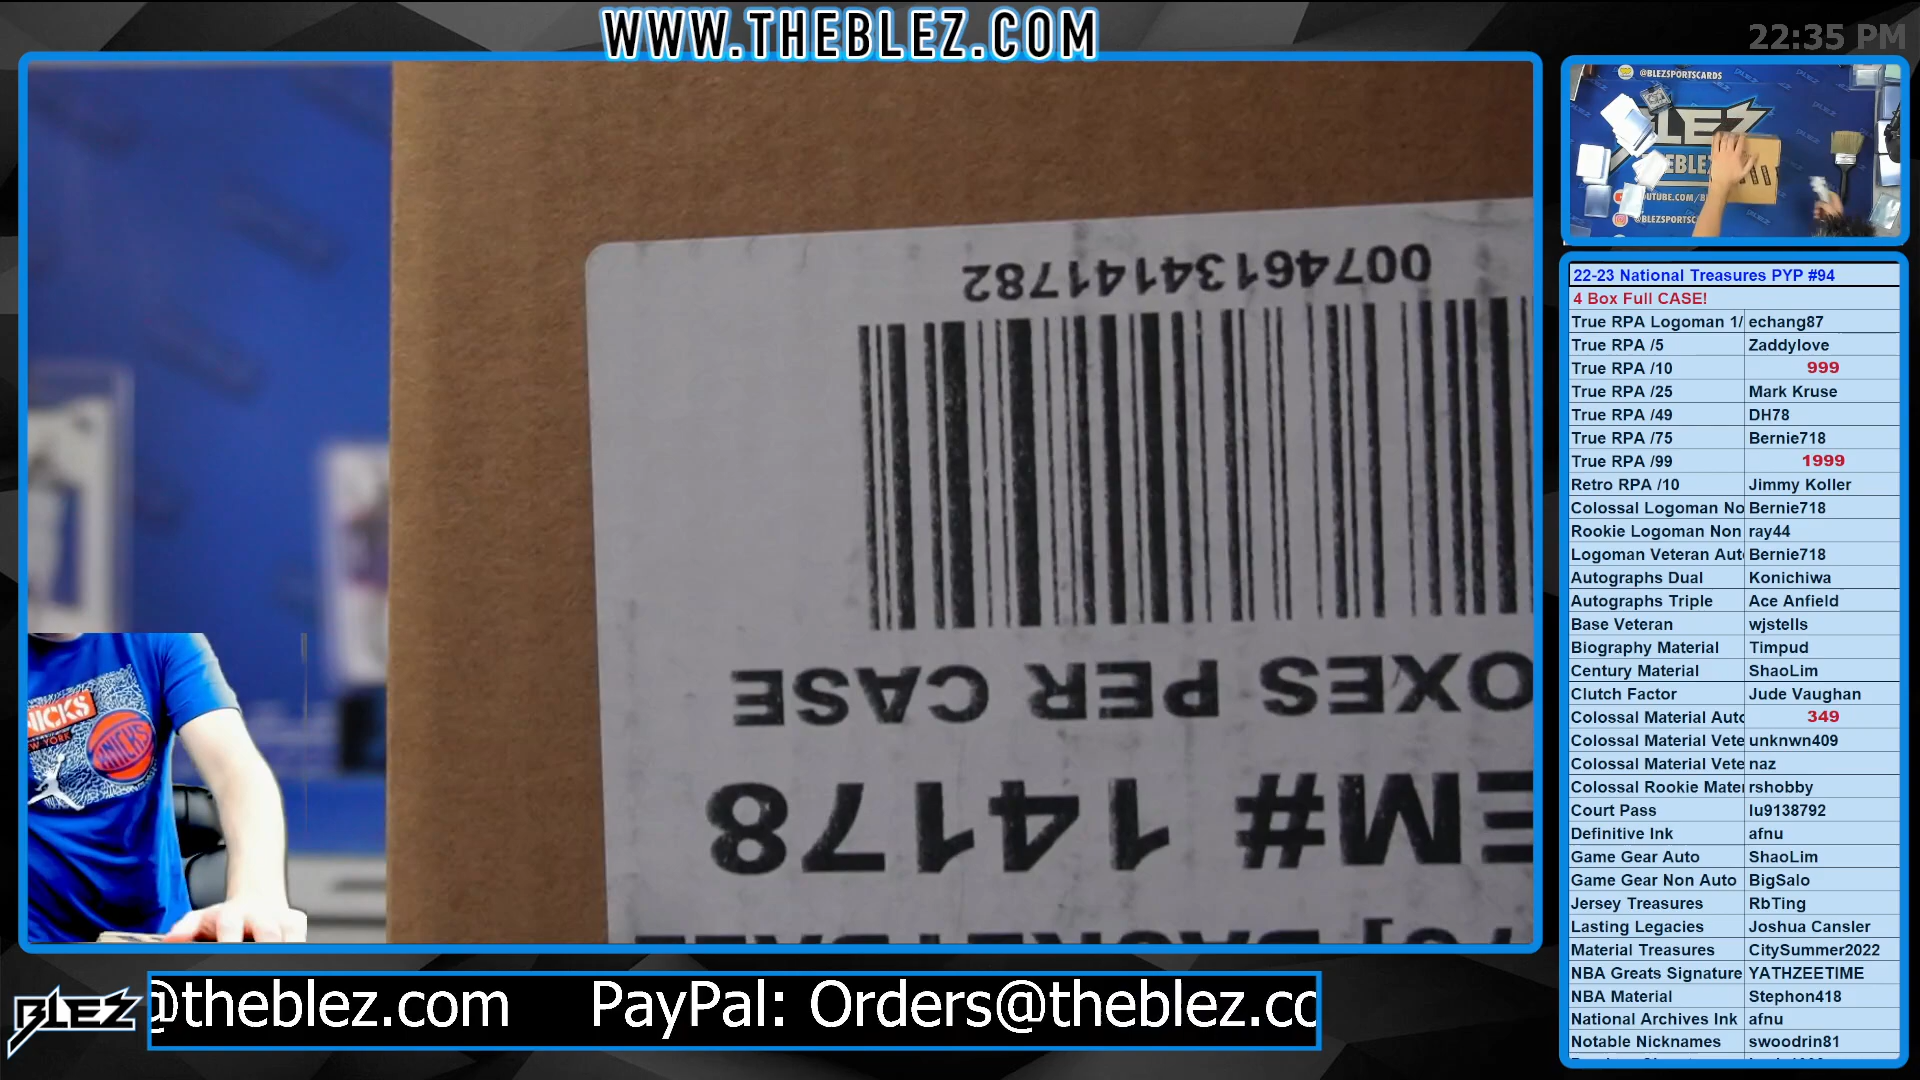 WWW.THEBLEZ.COM
22:35 PM
@BLEZSPORTSCARDS
00746134141782
OXES PER CASE
EM# 14178
KNICKS
BLEZ
@theblez.com PayPal: Orders@theblez.co
22-23 National Treasures PYP #94
4 Box Full CASE!
True RPA Logoman 1/ echang87
True RPA /5 Zaddylove
True RPA /10 999
True RPA /25 Mark Kruse
True RPA /49 DH78
True RPA /75 Bernie718
True RPA /99 1999
Retro RPA /10 Jimmy Koller
Colossal Logoman No Bernie718
Rookie Logoman Non ray44
Logoman Veteran Aut Bernie718
Autographs Dual Konichiwa
Autographs Triple Ace Anfield
Base Veteran wjstells
Biography Material Timpud
Century Material ShaoLim
Clutch Factor Jude Vaughan
Colossal Material Auto 349
Colossal Material Vete unknwn409
Colossal Material Vete naz
Colossal Rookie Mater rshobby
Court Pass lu9138792
Definitive Ink afnu
Game Gear Auto ShaoLim
Game Gear Non Auto BigSalo
Jersey Treasures RbTing
Lasting Legacies Joshua Cansler
Material Treasures CitySummer2022
NBA Greats Signature YATHZEETIME
NBA Material Stephon418
National Archives Ink afnu
Notable Nicknames swoodrin81